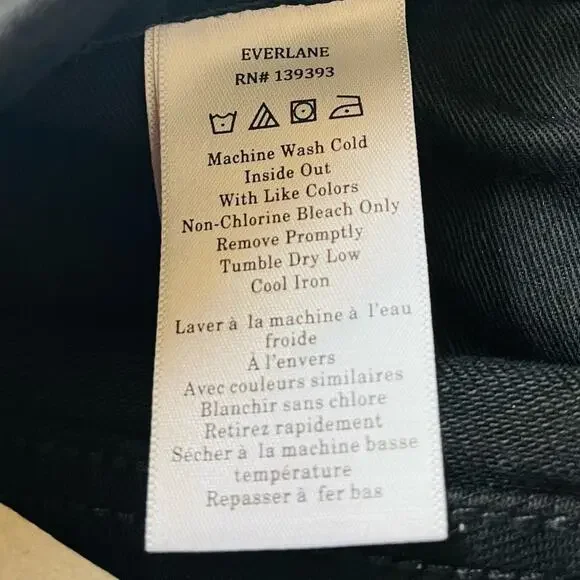 EVERLANE
RN# 139393
Machine Wash Cold
Inside Out
With Like Colors
Non-Chlorine Bleach Only
Remove Promptly
Tumble Dry Low
Cool Iron
Laver à la machine à l'eau
froide
À l'envers
Avec couleurs similaires
Blanchir sans chlore
Retirez rapidement
Sécher à la machine basse
température
Repasser à fer bas